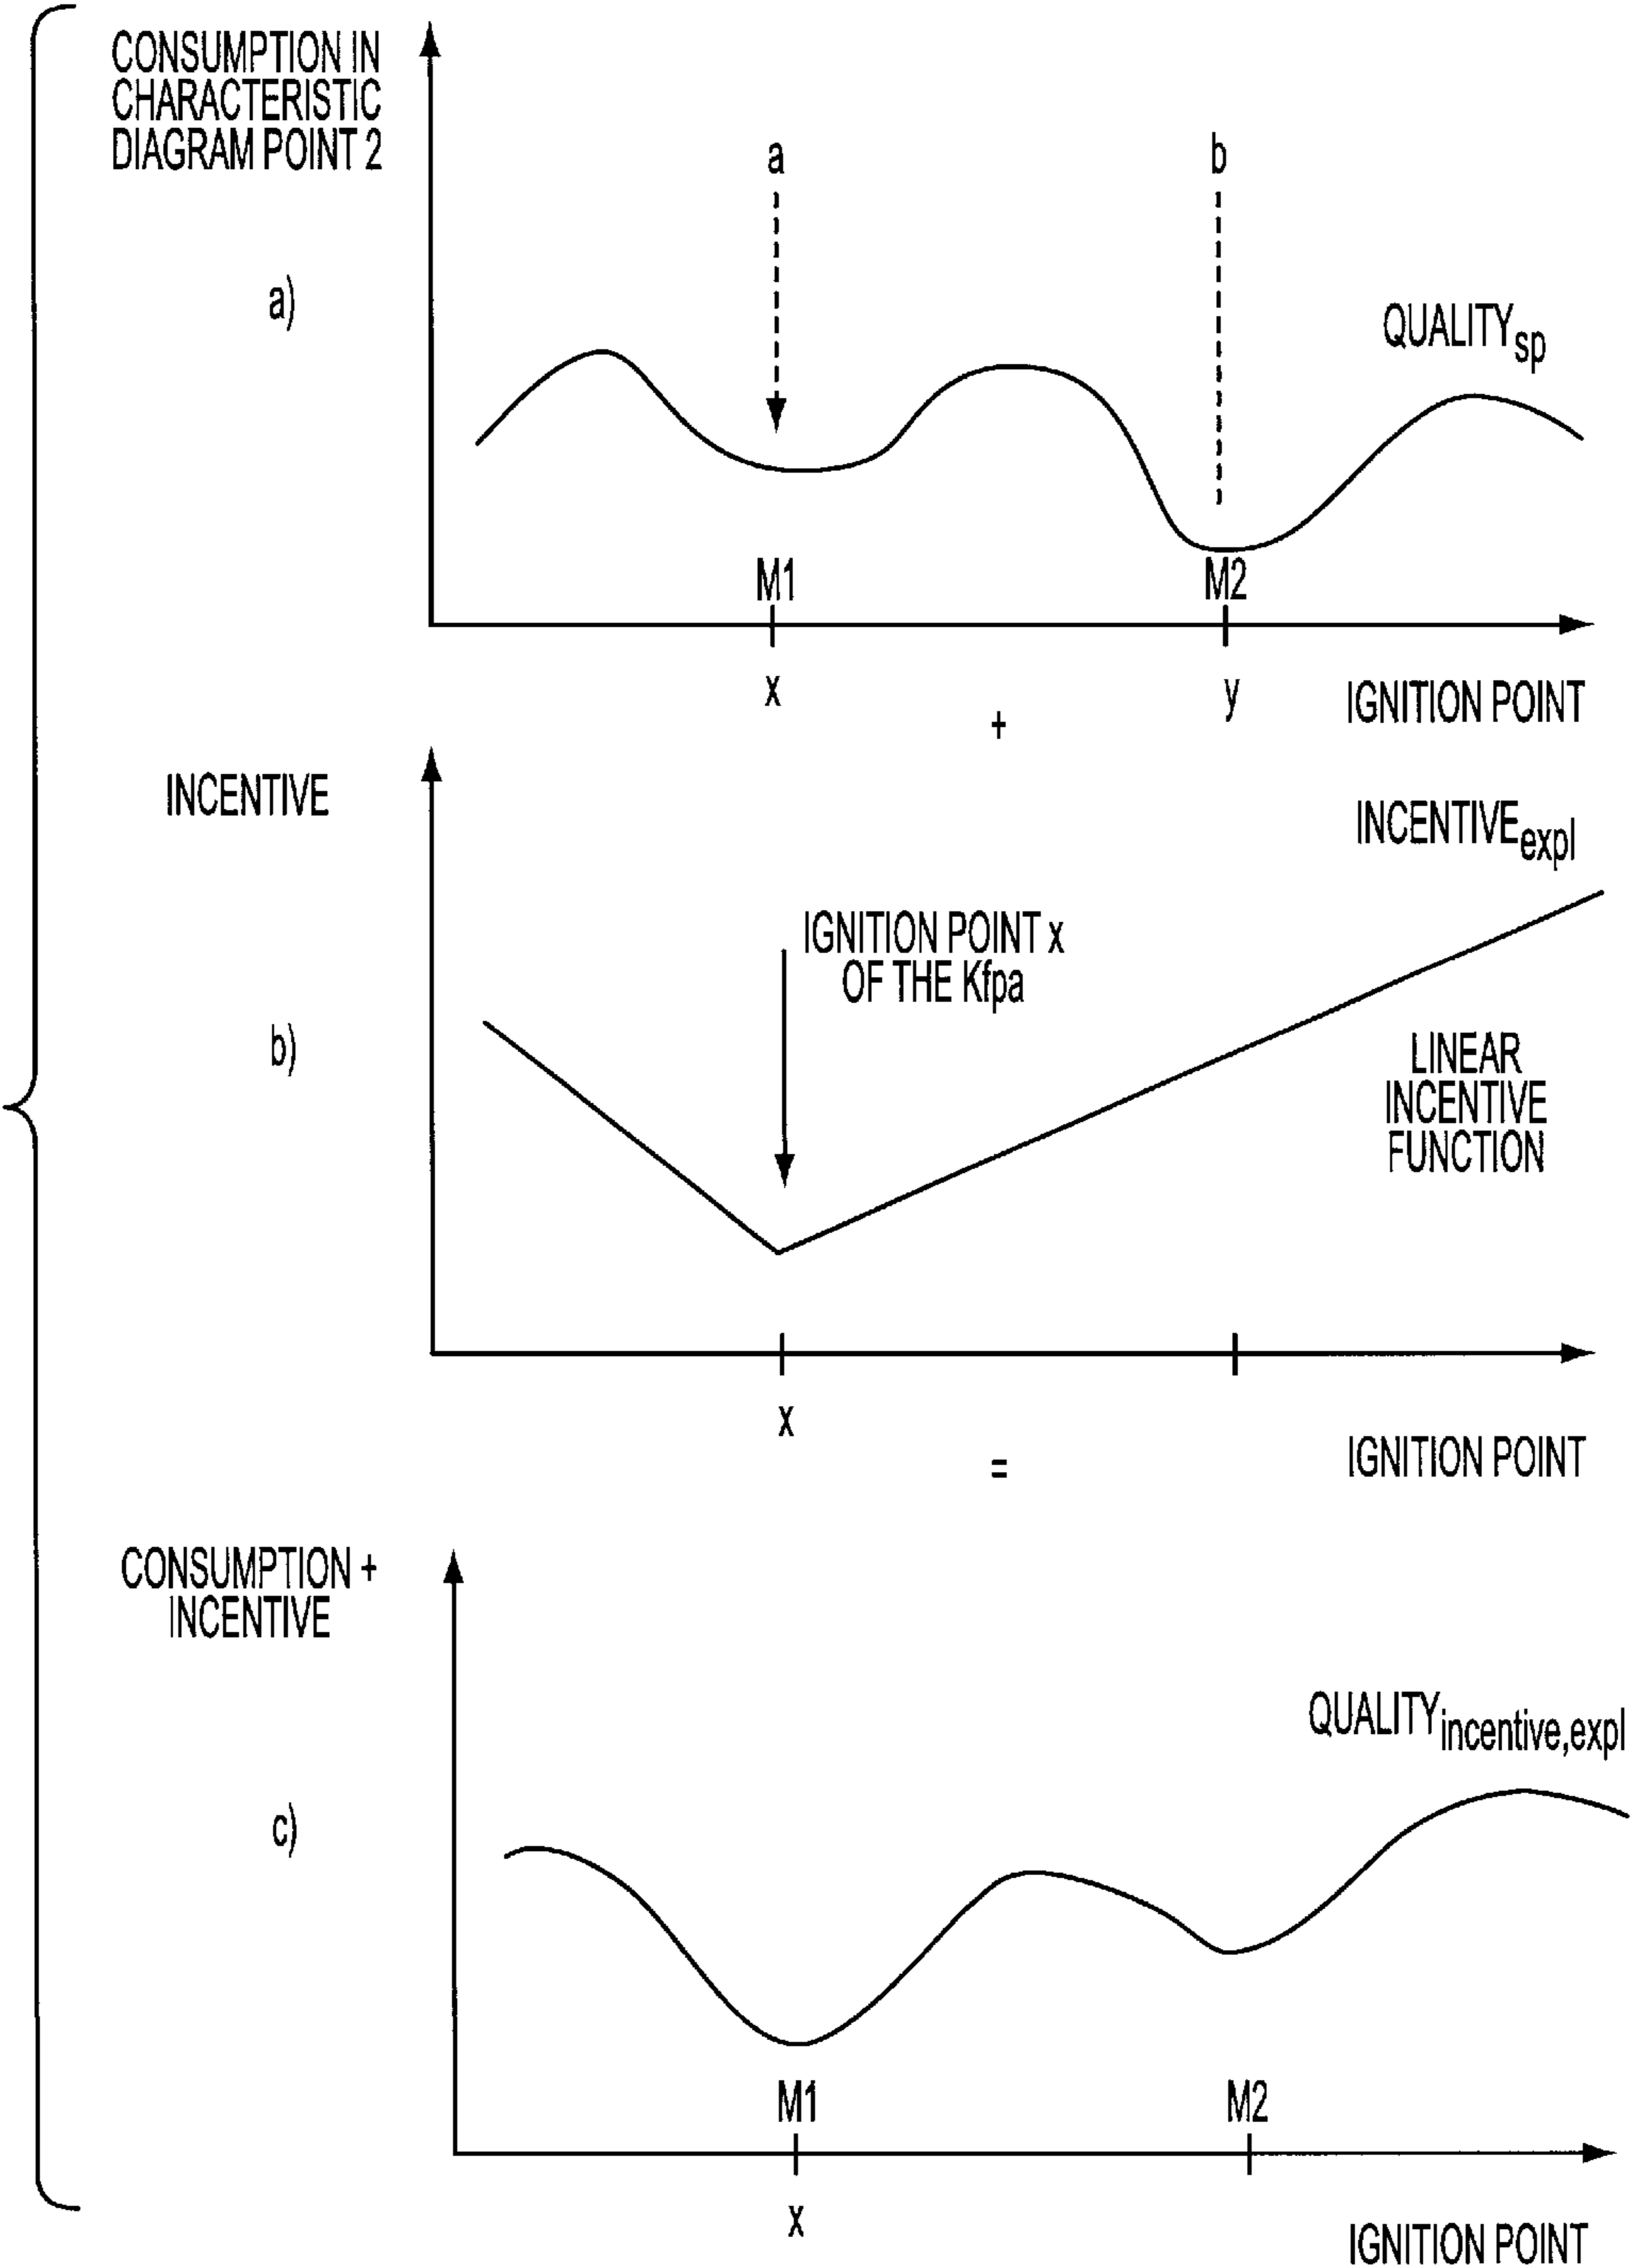 CONSUMPTION IN
CHARACTERISTIC
DIAGRAM POINT 2
a
b
a)
QUALITYsp
M1
M2
x
y
IGNITION POINT
+
INCENTIVE
INCENTIVEexpl
IGNITION POINT x
OF THE Kfpa
b)
LINEAR
INCENTIVE
FUNCTION
x
IGNITION POINT
=
CONSUMPTION +
INCENTIVE
QUALITYincentive,expl
c)
M1
M2
x
IGNITION POINT